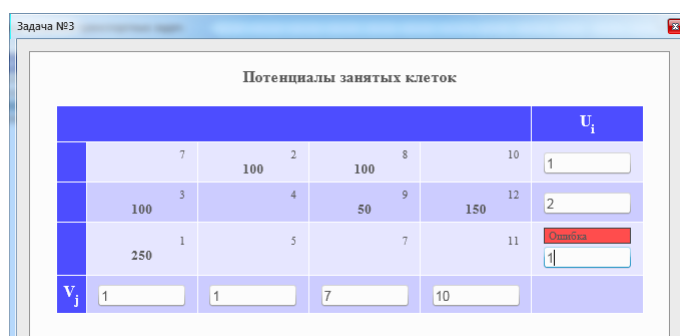 Задача №3
Потенциалы занятых клеток
Ui
7 2 8 10
100 100 1
3 4 9 12
100 50 150 2
Ошибка
1 5 7 11
250 1
Vj 1 1 7 10